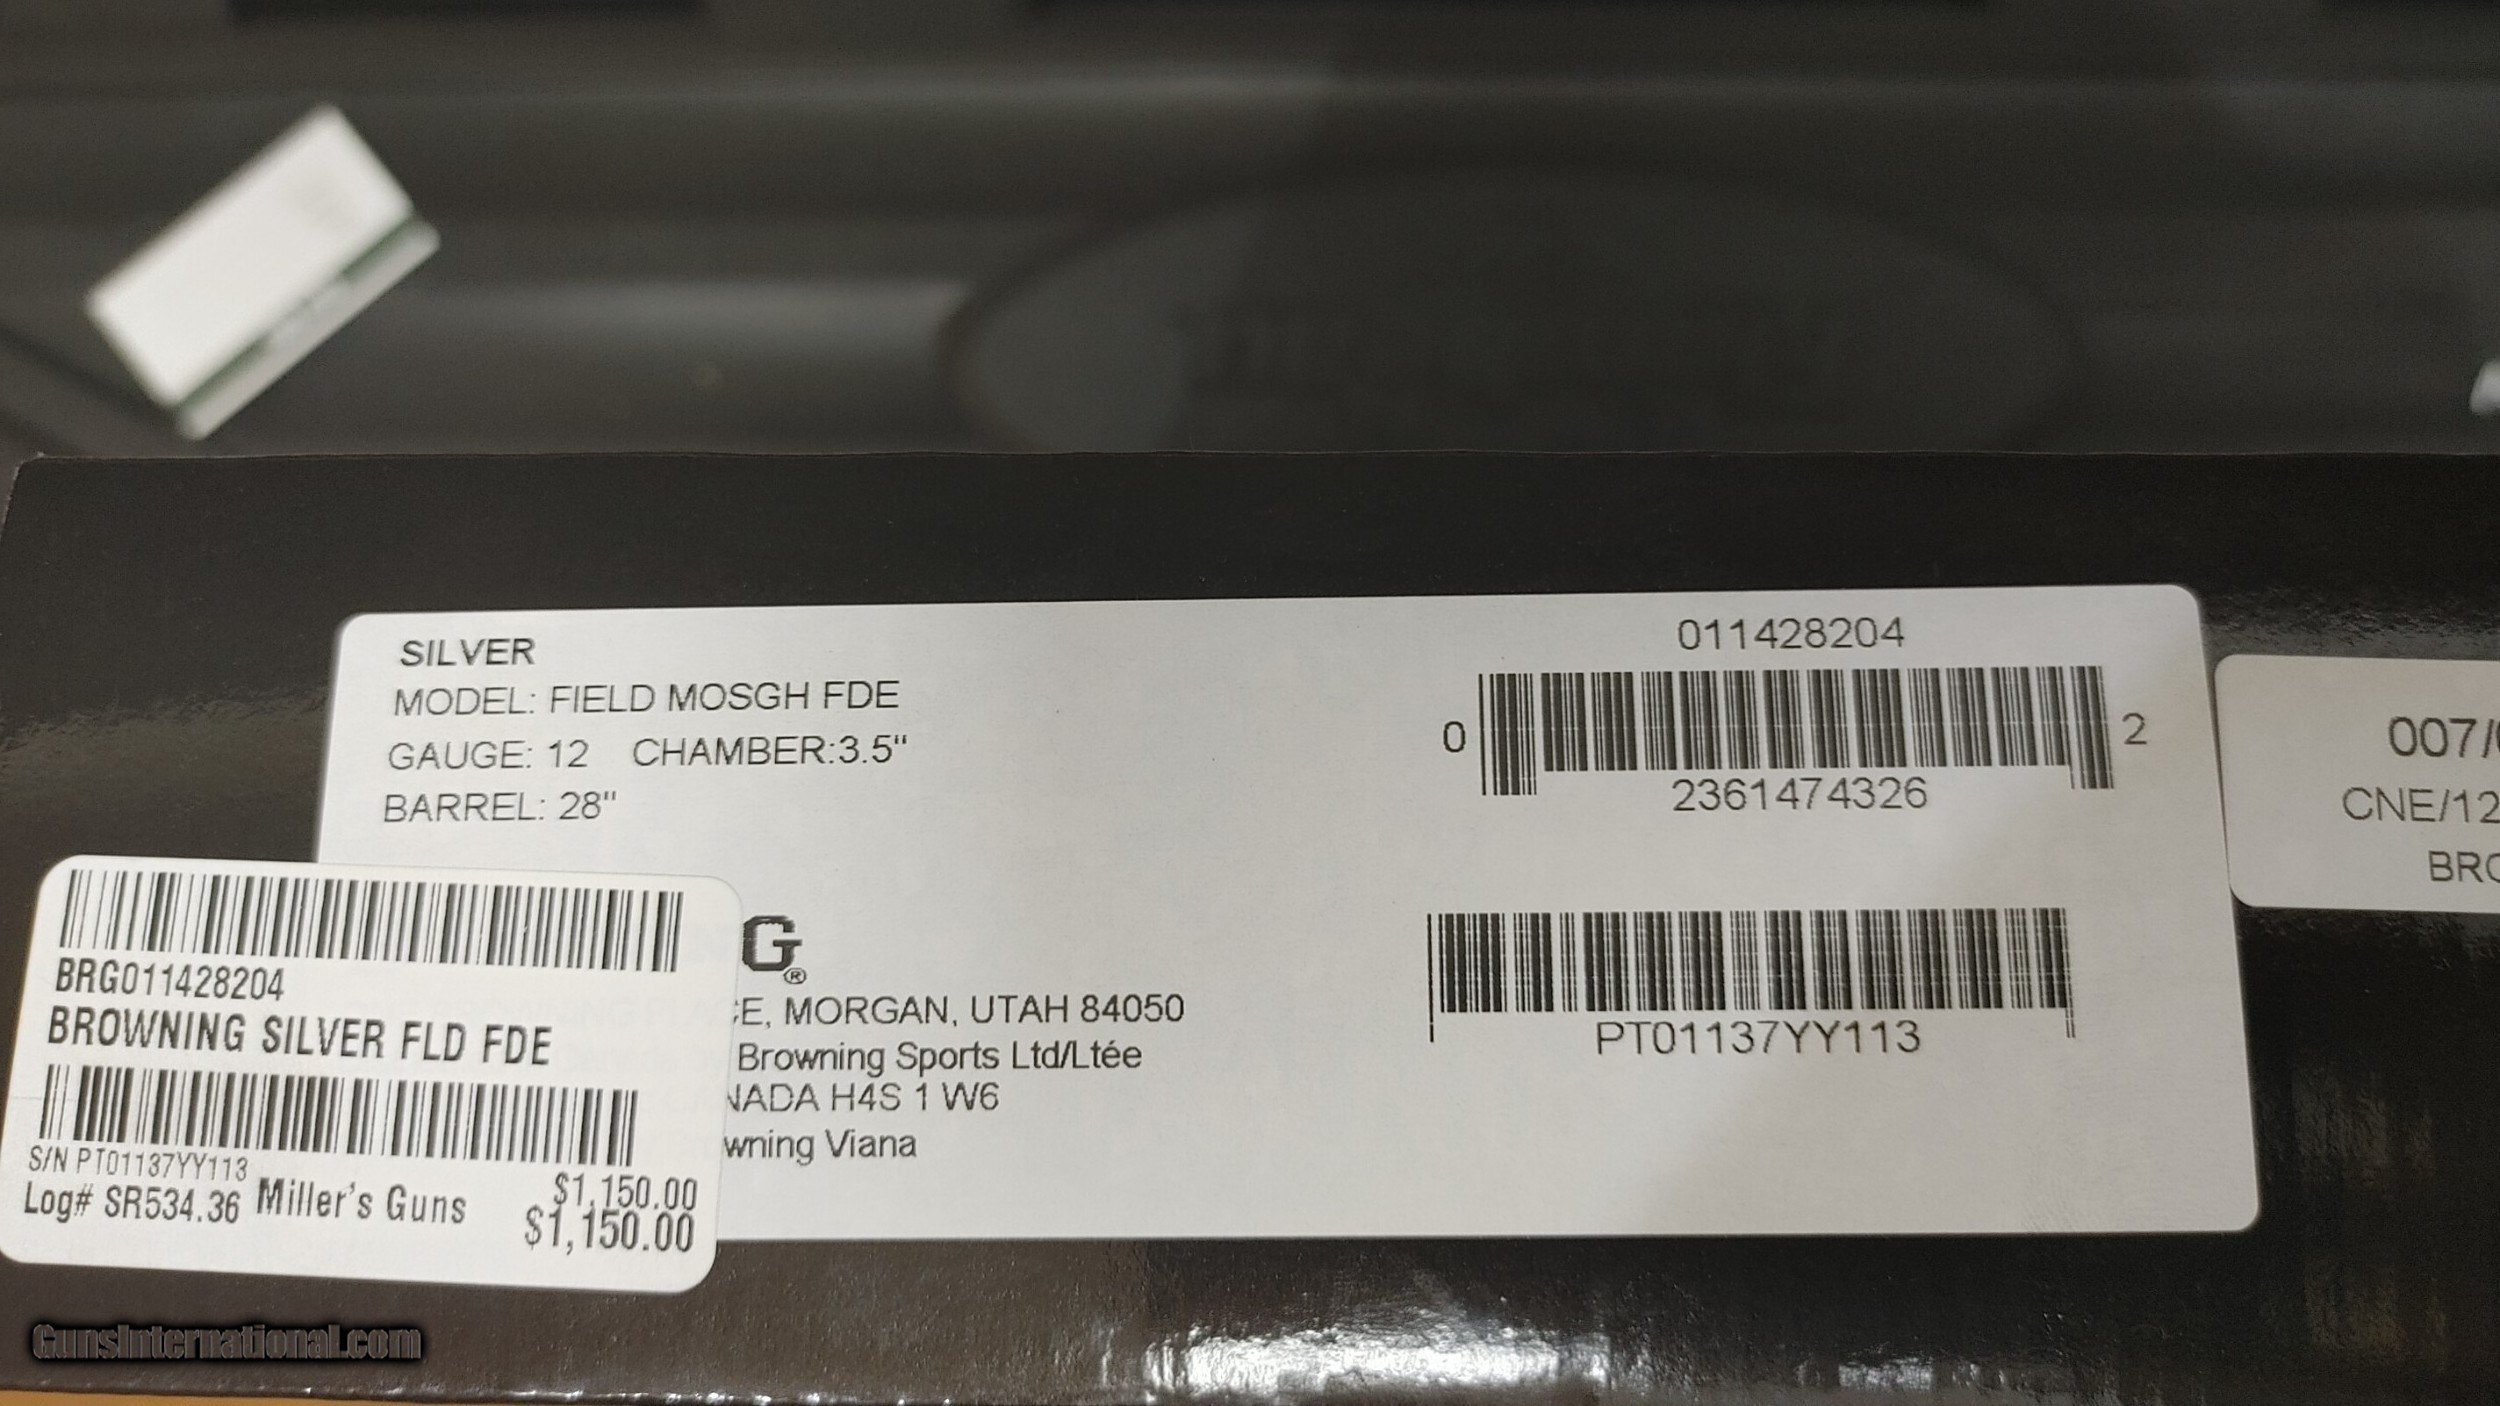 SILVER
MODEL: FIELD MOSGH FDE
GAUGE: 12 CHAMBER:3.5"
BARREL: 28"
G®
MORGAN, UTAH 84050
Browning Sports Ltd/Ltée
H4S 1 W6
Viana
011428204
0 2
2361474326
PT01137YY113
007/
CNE/12
BRG011428204
BROWNING SILVER FLD FDE
S/N PT01137YY113
Log# SR534.36 Miller's Guns
$1,150.00
$1,150.00
GunsInternational.com